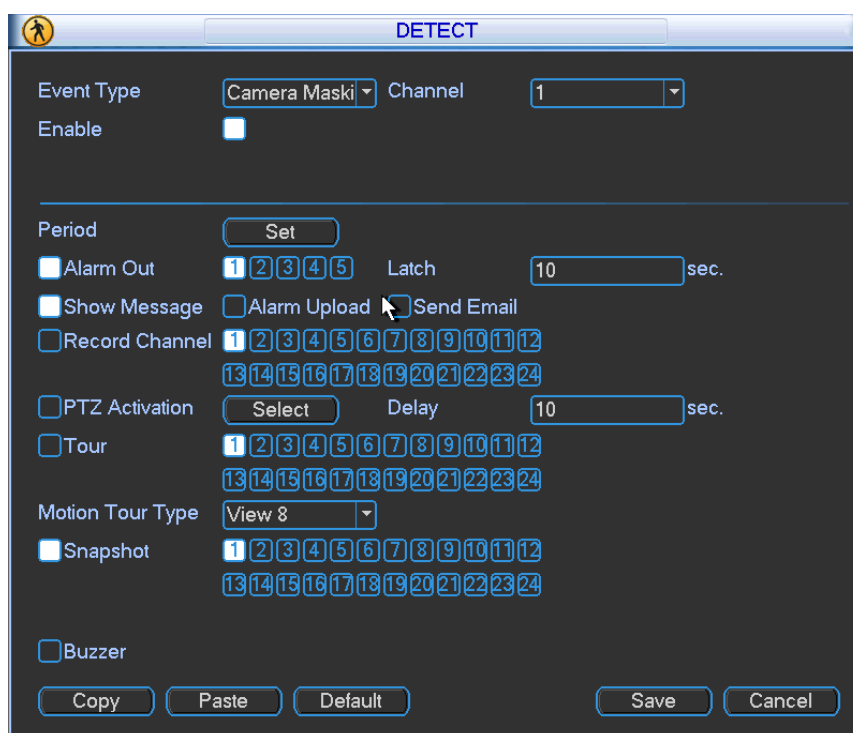 DETECT
Event Type Camera Maski Channel 1
Enable
Period Set
Alarm Out 1 2 3 4 5 Latch 10 sec.
Show Message Alarm Upload Send Email
Record Channel 1 2 3 4 5 6 7 8 9 10 11 12
13 14 15 16 17 18 19 20 21 22 23 24
PTZ Activation Select Delay 10 sec.
Tour 1 2 3 4 5 6 7 8 9 10 11 12
13 14 15 16 17 18 19 20 21 22 23 24
Motion Tour Type View 8
Snapshot 1 2 3 4 5 6 7 8 9 10 11 12
13 14 15 16 17 18 19 20 21 22 23 24
Buzzer
Copy Paste Default Save Cancel